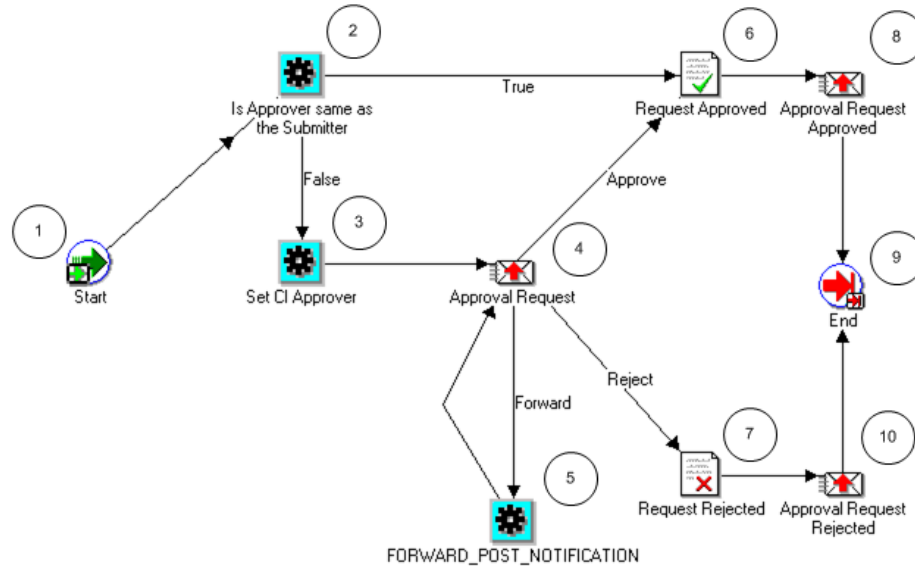 2
6
8
True
Is Approver same as
the Submitter
Request Approved
Approval Request
Approved
False
Approve
1
3
4
9
Start
Set CI Approver
Approval Request
End
Reject
Forward
5
7
10
Request Rejected
Approval Request
Rejected
FORWARD_POST_NOTIFICATION